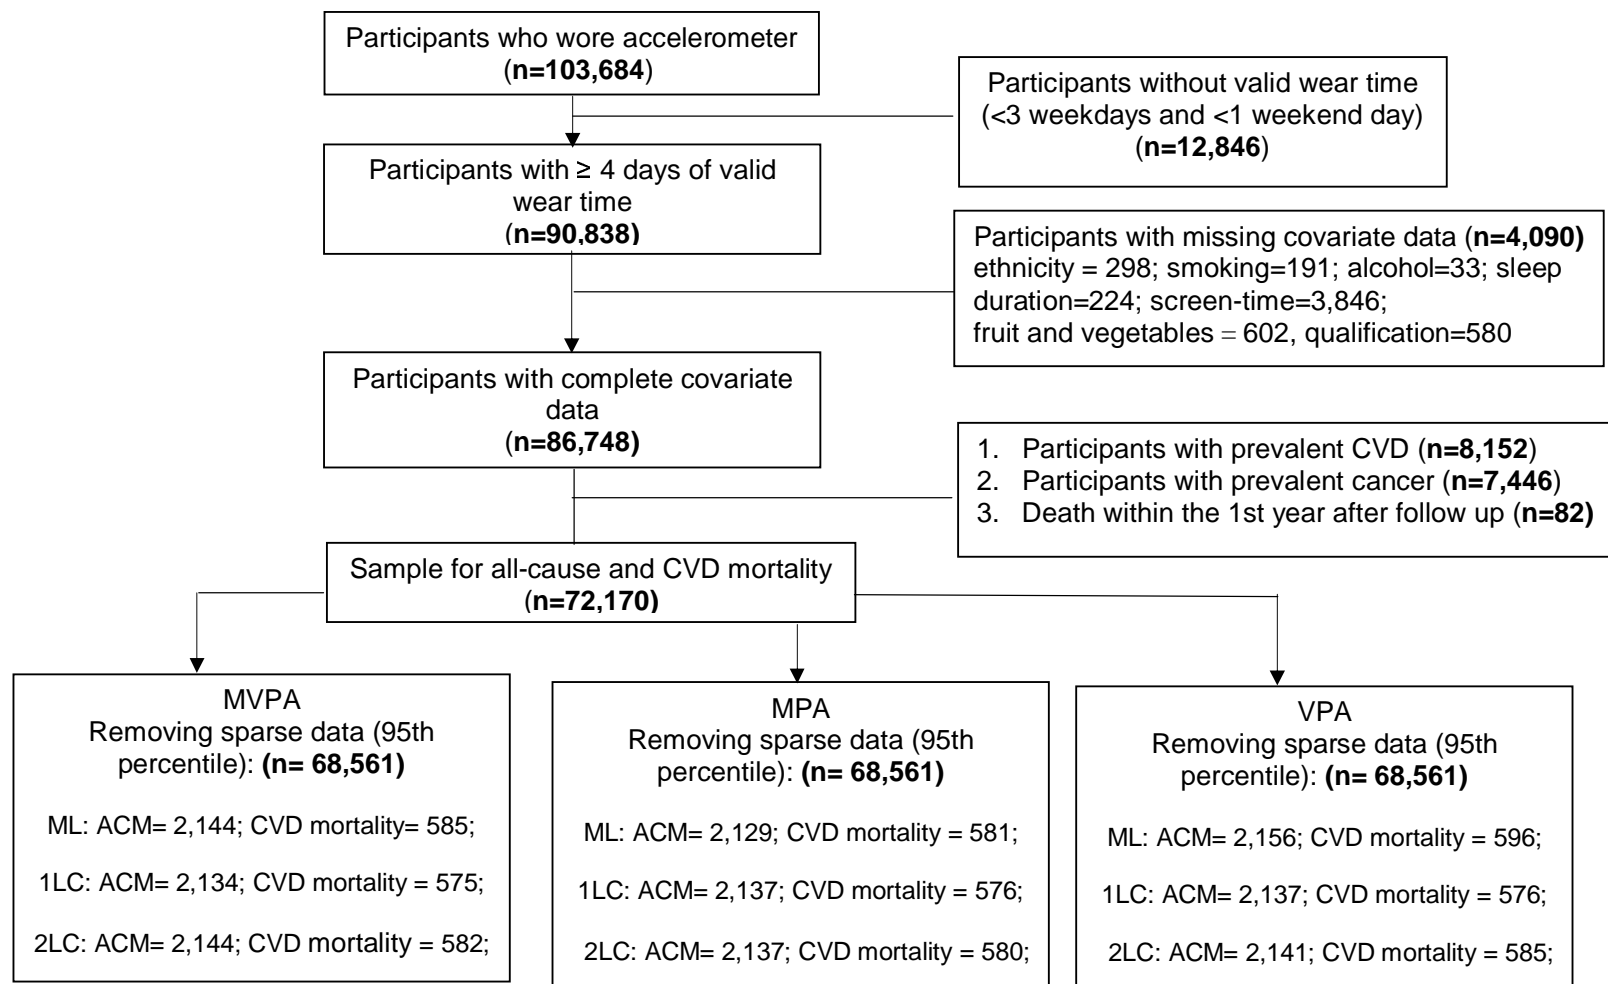 Participants who wore accelerometer
(n=103,684)
Participants without valid wear time
(<3 weekdays and <1 weekend day)
(n=12,846)
Participants with ≥ 4 days of valid
wear time
(n=90,838)
Participants with missing covariate data (n=4,090)
ethnicity = 298; smoking=191; alcohol=33; sleep
duration=224; screen-time=3,846;
fruit and vegetables = 602, qualification=580
Participants with complete covariate
data
(n=86,748)
1. Participants with prevalent CVD (n=8,152)
2. Participants with prevalent cancer (n=7,446)
3. Death within the 1st year after follow up (n=82)
Sample for all-cause and CVD mortality
(n=72,170)
MVPA
Removing sparse data (95th
percentile): (n= 68,561)
ML: ACM= 2,144; CVD mortality= 585;
1LC: ACM= 2,134; CVD mortality = 575;
2LC: ACM= 2,144; CVD mortality = 582;
MPA
Removing sparse data (95th
percentile): (n= 68,561)
ML: ACM= 2,129; CVD mortality = 581;
1LC: ACM= 2,137; CVD mortality = 576;
2LC: ACM= 2,137; CVD mortality = 580;
VPA
Removing sparse data (95th
percentile): (n= 68,561)
ML: ACM= 2,156; CVD mortality = 596;
1LC: ACM= 2,137; CVD mortality = 576;
2LC: ACM= 2,141; CVD mortality = 585;